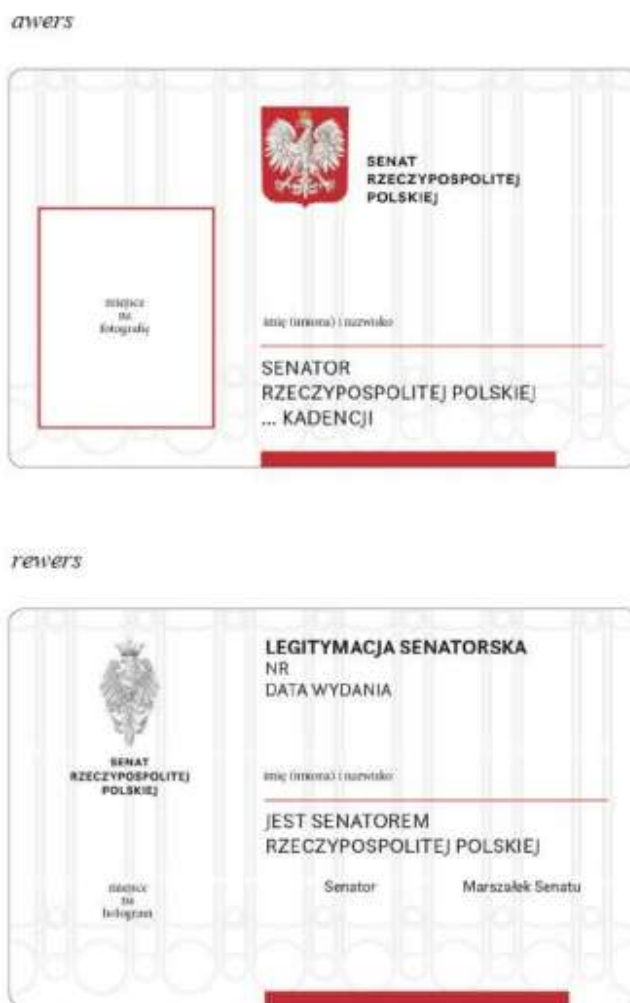 awers
SENAT
RZECZYPOSPOLITEJ
POLSKIEJ
miejsce
na
fotografię
imię (imiona) i nazwisko
SENATOR
RZECZYPOSPOLITEJ POLSKIEJ
... KADENCJI
rewers
LEGITYMACJA SENATORSKA
NR
DATA WYDANIA
SENAT
RZECZYPOSPOLITEJ
POLSKIEJ
imię (imiona) i nazwisko
JEST SENATOREM
RZECZYPOSPOLITEJ POLSKIEJ
Senator Marszałek Senatu
miejsce
na
hologram